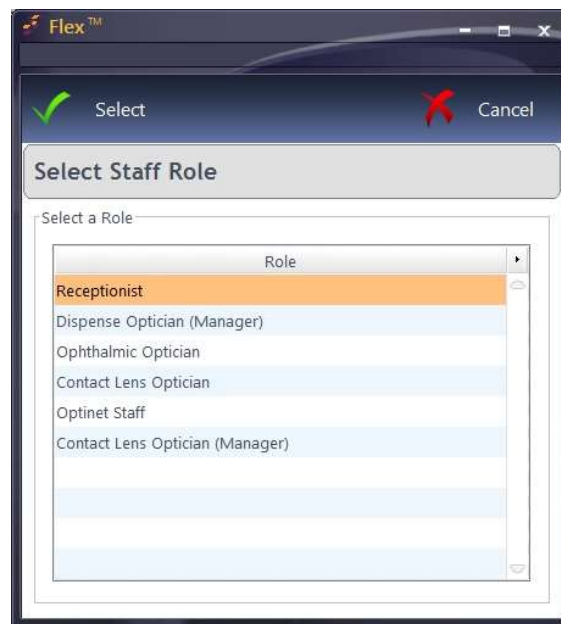 Flex™
Select Cancel
Select Staff Role
Select a Role
Role
Receptionist
Dispense Optician (Manager)
Ophthalmic Optician
Contact Lens Optician
Optinet Staff
Contact Lens Optician (Manager)